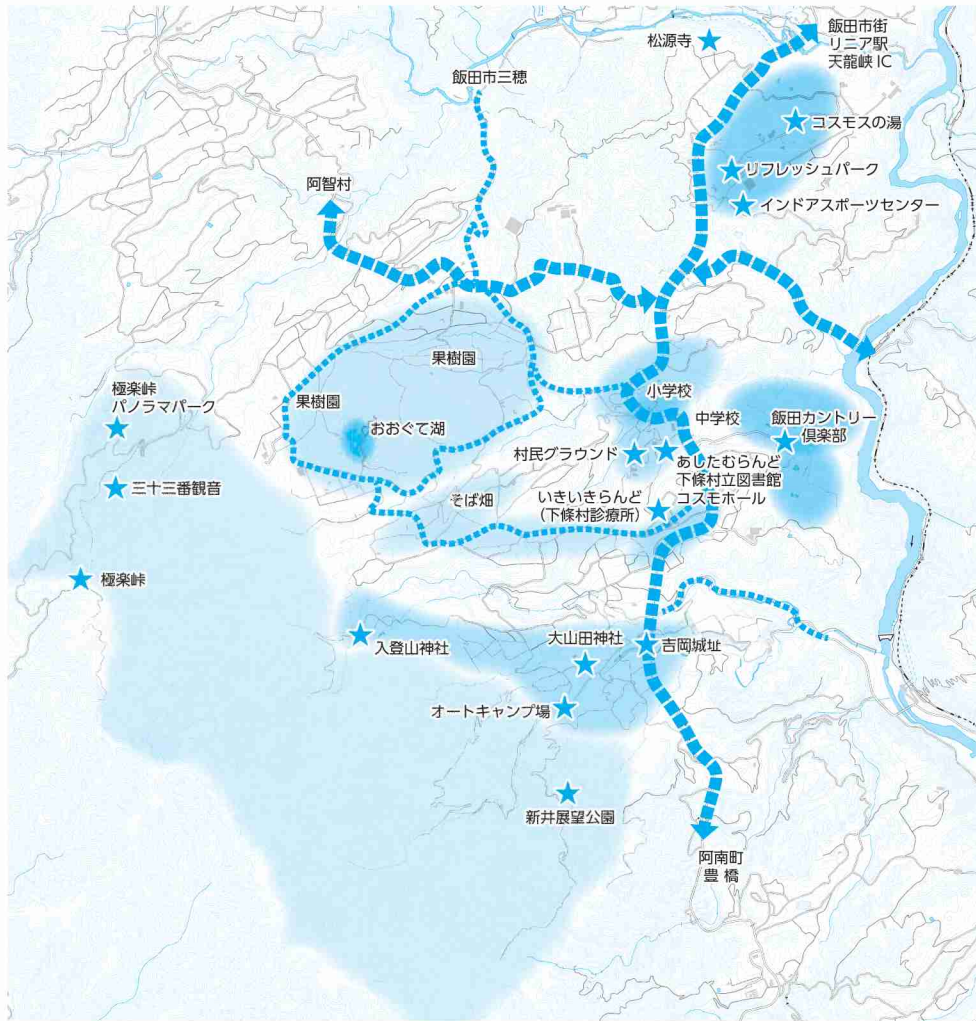 飯田市街
リニア駅
天龍峡 IC
松源寺
飯田市三穂
コスモスの湯
リフレッシュパーク
阿智村
インドアスポーツセンター
果樹園
果樹園
おおぐて湖
小学校
中学校
極楽峠
パノラマパーク
飯田カントリー
倶楽部
村民グラウンド
あしたむらんど
下條村立図書館
コスモホール
三十三番観音
そば畑
いきいきらんど
（下條村診療所）
極楽峠
入登山神社
大山田神社
吉岡城址
オートキャンプ場
新井展望公園
阿南町
豊 橋